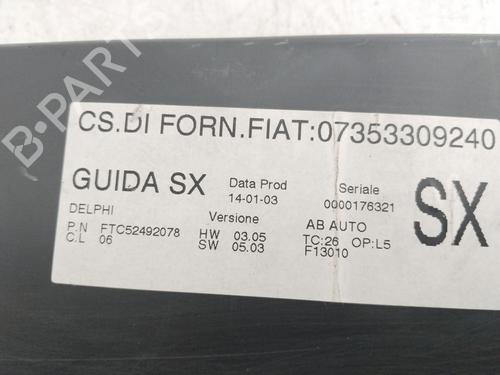 B-PARTS
CS.DI FORN.FIAT:07353309240
GUIDA SX Data Prod Seriale SX
14-01-03 0000176321
DELPHI Versione AB AUTO
P.N FTC52492078 HW 03.05 TC:26 OP:L5
C.L 06 SW 05.03 F13010